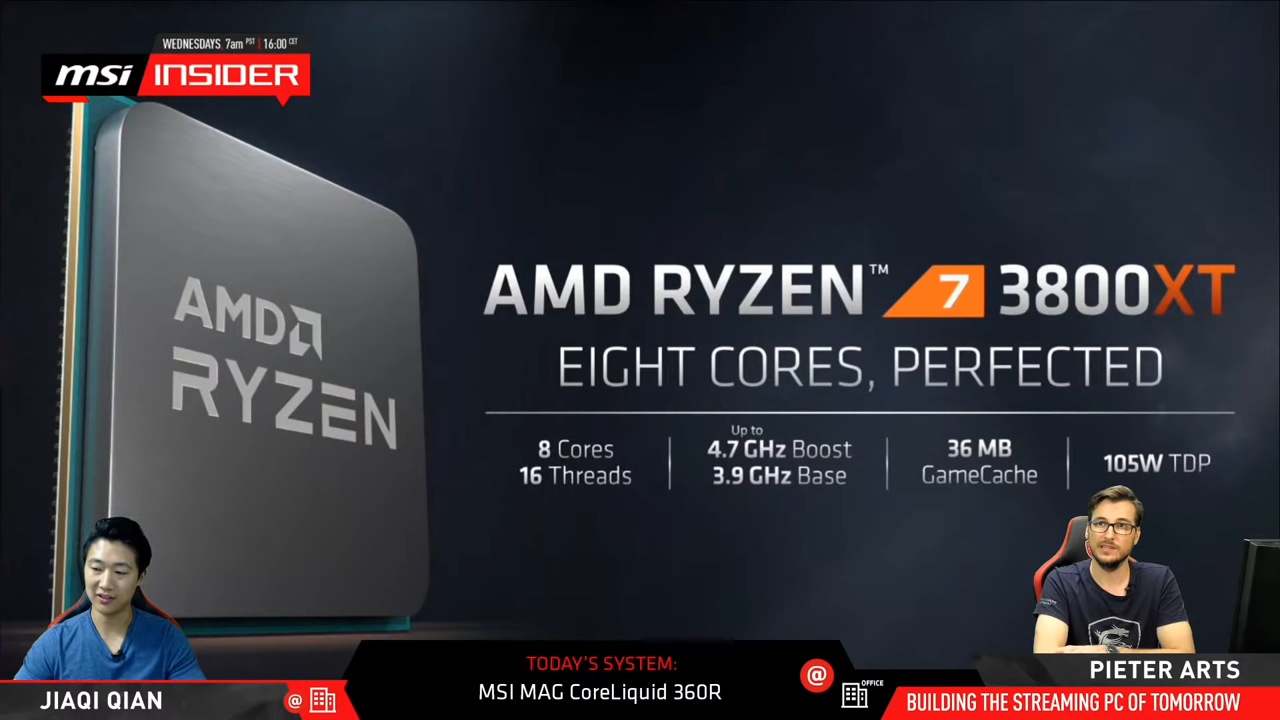 WEDNESDAYS 7am PST | 16:00 CET
msi INSIDER
AMD
RYZEN
AMD RYZEN™ 7 3800XT
EIGHT CORES, PERFECTED
8 Cores
16 Threads
Up to
4.7 GHz Boost
3.9 GHz Base
36 MB
GameCache
105W TDP
JIAQI QIAN
@
TODAY'S SYSTEM:
MSI MAG CoreLiquid 360R
@
OFFICE
PIETER ARTS
BUILDING THE STREAMING PC OF TOMORROW